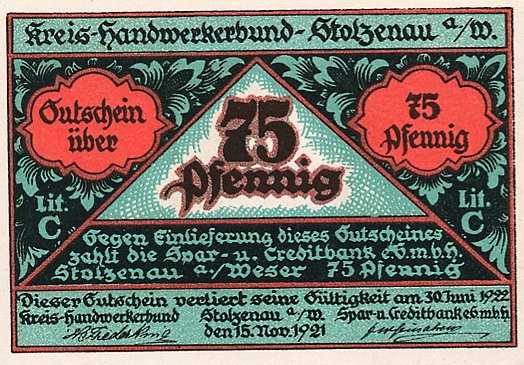 Kreis-Handwerkerbund-Stolzenau a/W.
Gutschein
über
75
Pfennig
75
Pfennig
Lit.
C
Lit.
C
Gegen Einlieferung dieses Gutscheines
zahlt die Spar- u. Creditbank eG.m.b.h.
Stolzenau a/Weser 75 Pfennig
Dieser Gutschein verliert seine Gültigkeit am 30. Juni 1922
Kreis-Handwerkerbund Stolzenau a/W. Spar-u.Creditbank eGmbH
den 15. Nov. 1921